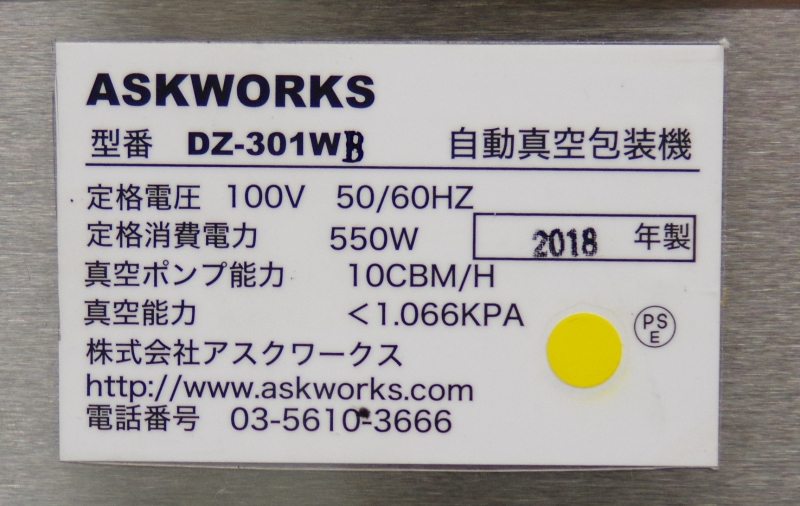 ASKWORKS
型番 DZ-301WB 自動真空包装機
定格電圧 100V 50/60HZ
定格消費電力 550W 2018 年製
真空ポンプ能力 10CBM/H
真空能力 <1.066KPA
PS
E
株式会社アスクワークス
http://www.askworks.com
電話番号 03-5610-3666